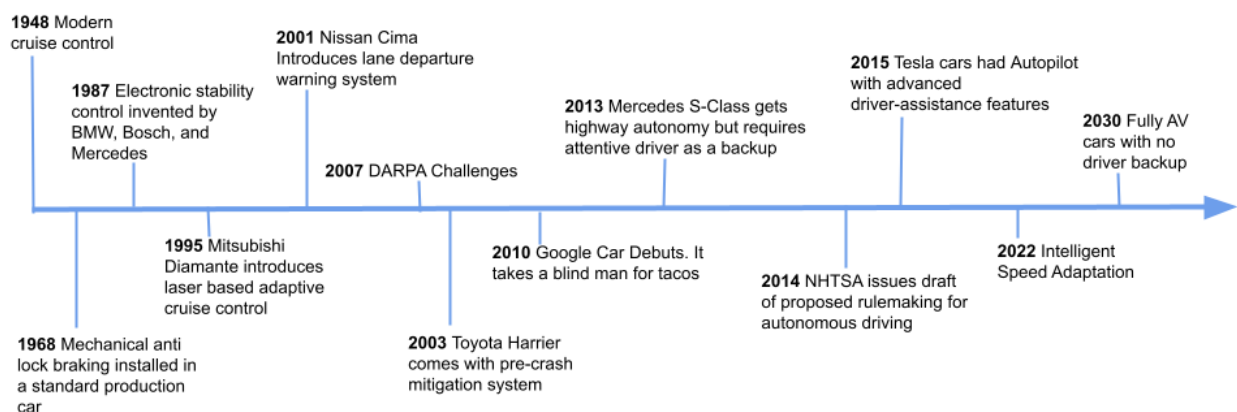 1948 Modern
cruise control
1987 Electronic stability
control invented by
BMW, Bosch, and
Mercedes
2001 Nissan Cima
Introduces lane departure
warning system
2007 DARPA Challenges
2013 Mercedes S-Class gets
highway autonomy but requires
attentive driver as a backup
2015 Tesla cars had Autopilot
with advanced
driver-assistance features
2030 Fully AV
cars with no
driver backup
1968 Mechanical anti
lock braking installed in
a standard production
car
1995 Mitsubishi
Diamante introduces
laser based adaptive
cruise control
2003 Toyota Harrier
comes with pre-crash
mitigation system
2010 Google Car Debuts. It
takes a blind man for tacos
2014 NHTSA issues draft
of proposed rulemaking for
autonomous driving
2022 Intelligent
Speed Adaptation